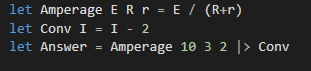 let Amperage E R r = E / (R+r)
let Conv I = I - 2
let Answer = Amperage 10 3 2 |> Conv